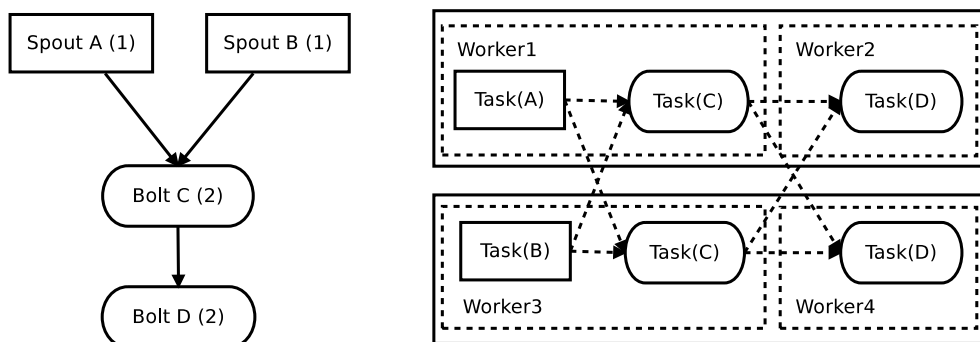 Spout A (1)
Spout B (1)
Bolt C (2)
Bolt D (2)
Worker1
Task(A)
Task(C)
Worker2
Task(D)
Task(B)
Task(C)
Worker3
Task(D)
Worker4